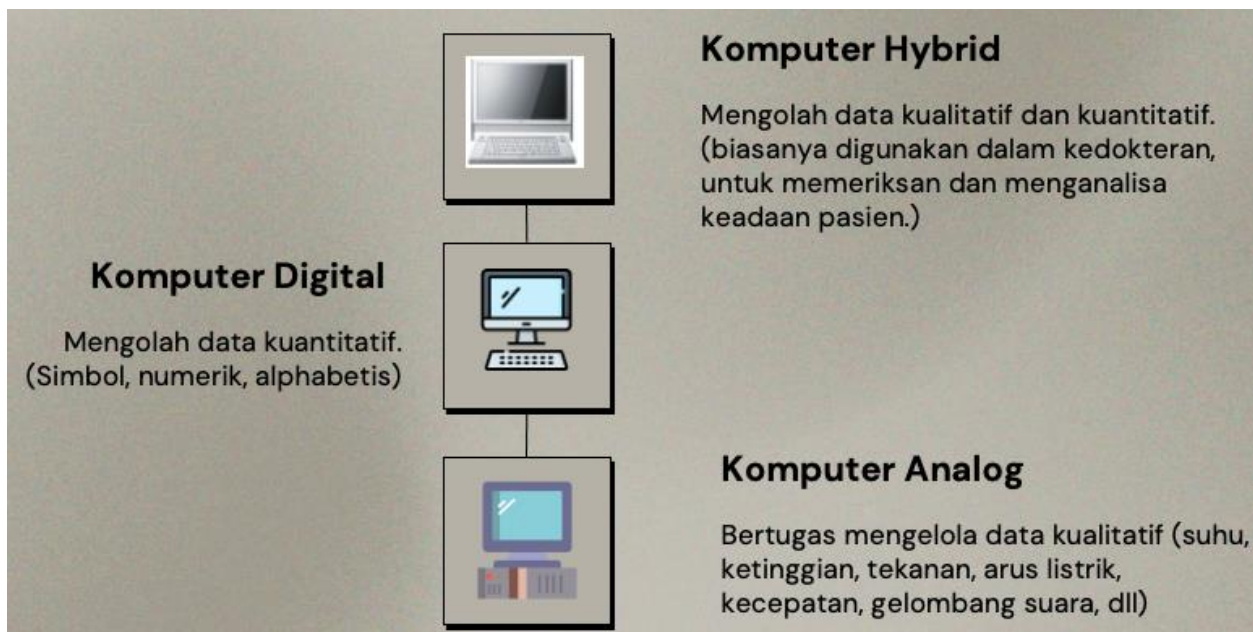 Komputer Hybrid
Mengolah data kualitatif dan kuantitatif.
(biasanya digunakan dalam kedokteran,
untuk memeriksan dan menganalisa
keadaan pasien.)
Komputer Digital
Mengolah data kuantitatif.
(Simbol, numerik, alphabetis)
Komputer Analog
Bertugas mengelola data kualitatif (suhu,
ketinggian, tekanan, arus listrik,
kecepatan, gelombang suara, dll)